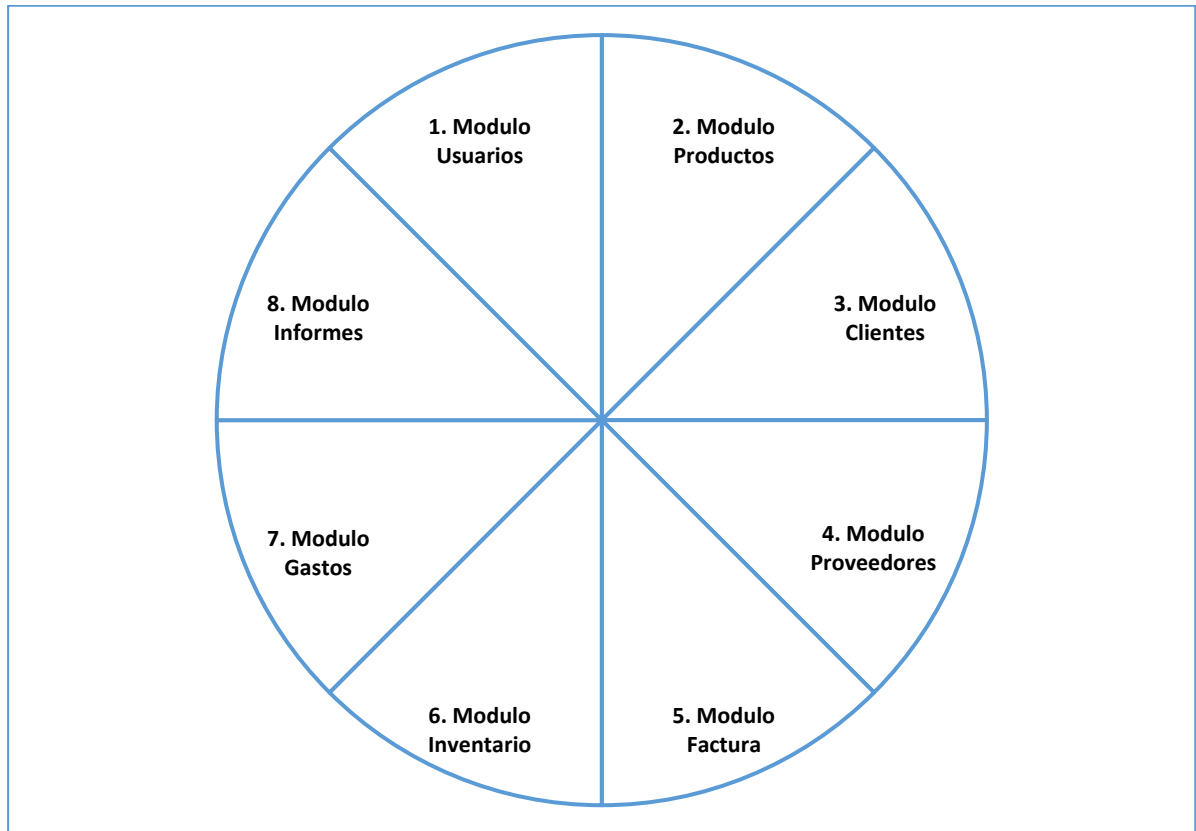 1. Modulo
Usuarios
2. Modulo
Productos
3. Modulo
Clientes
4. Modulo
Proveedores
5. Modulo
Factura
6. Modulo
Inventario
7. Modulo
Gastos
8. Modulo
Informes